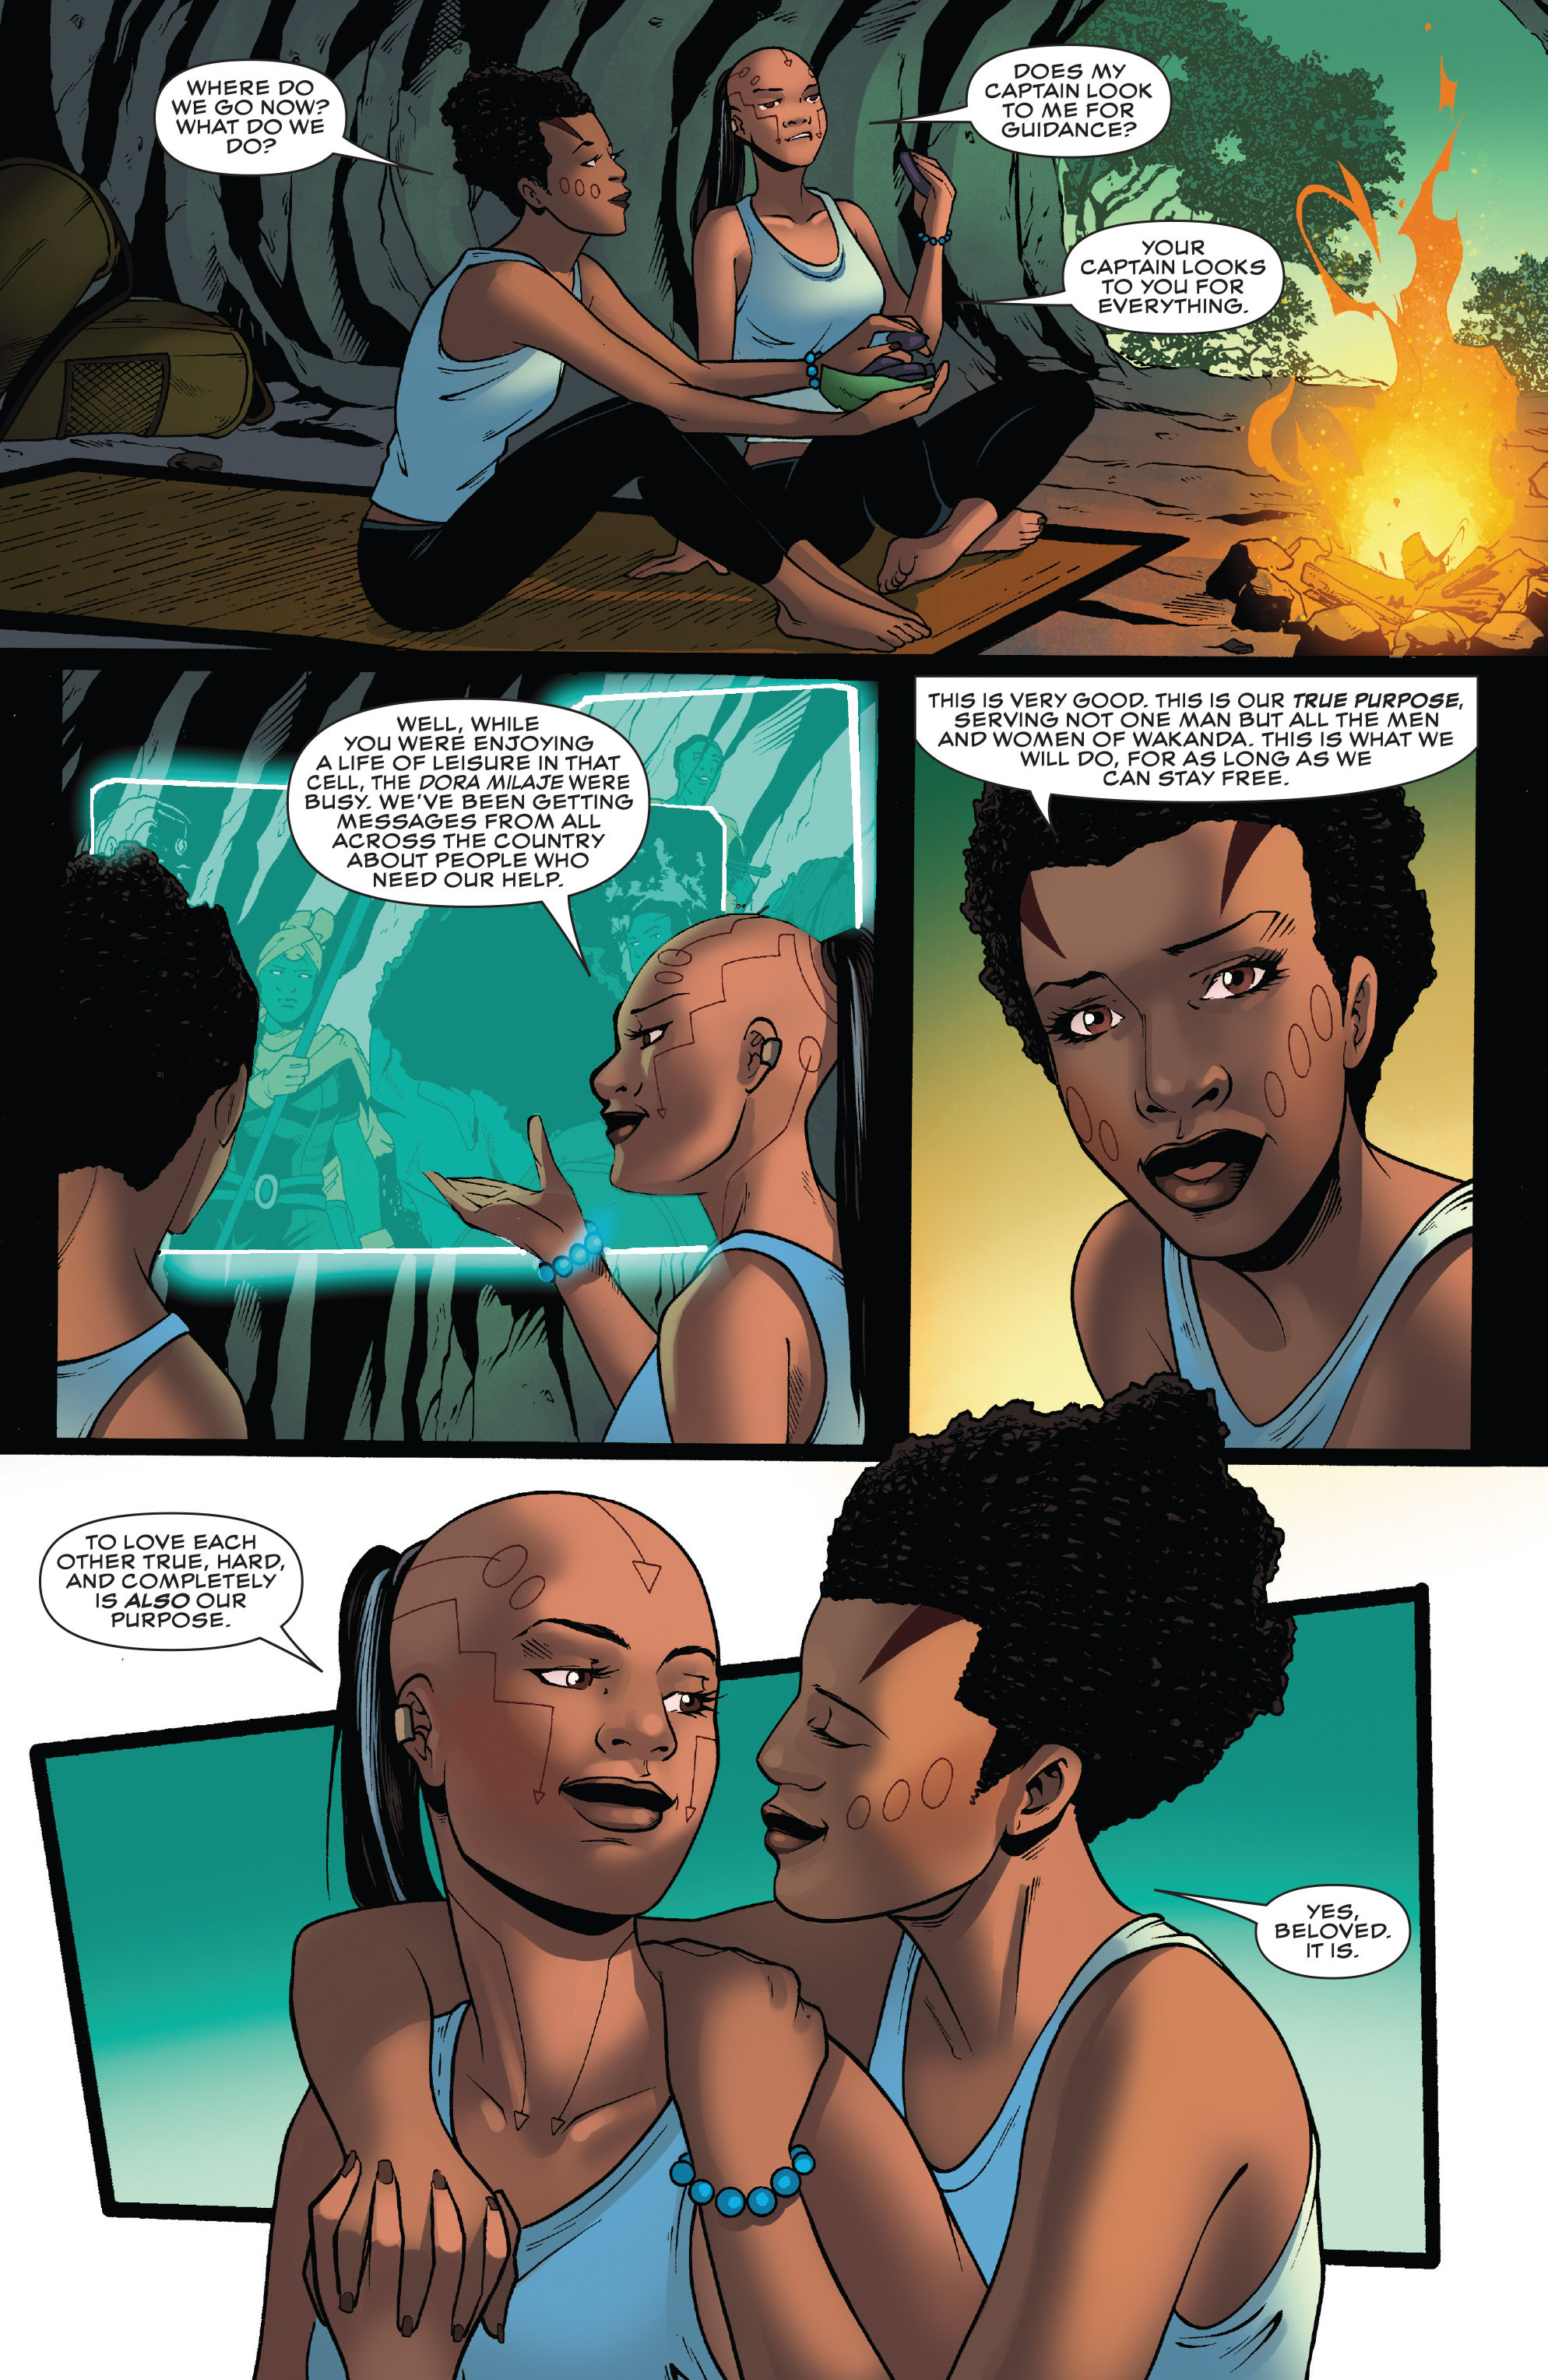 WHERE DO
WE GO NOW?
WHAT DO WE
DO?
DOES MY
CAPTAIN LOOK
TO ME FOR
GUIDANCE?
YOUR
CAPTAIN LOOKS
TO YOU FOR
EVERYTHING.
WELL, WHILE
YOU WERE ENJOYING
A LIFE OF LEISURE IN THAT
CELL, THE DORA MILAJE WERE
BUSY. WE'VE BEEN GETTING
MESSAGES FROM ALL
ACROSS THE COUNTRY
ABOUT PEOPLE WHO
NEED OUR HELP.
THIS IS VERY GOOD. THIS IS OUR TRUE PURPOSE,
SERVING NOT ONE MAN BUT ALL THE MEN
AND WOMEN OF WAKANDA. THIS IS WHAT WE
WILL DO, FOR AS LONG AS WE
CAN STAY FREE.
TO LOVE EACH
OTHER TRUE, HARD,
AND COMPLETELY
IS ALSO OUR
PURPOSE.
YES,
BELOVED.
IT IS.